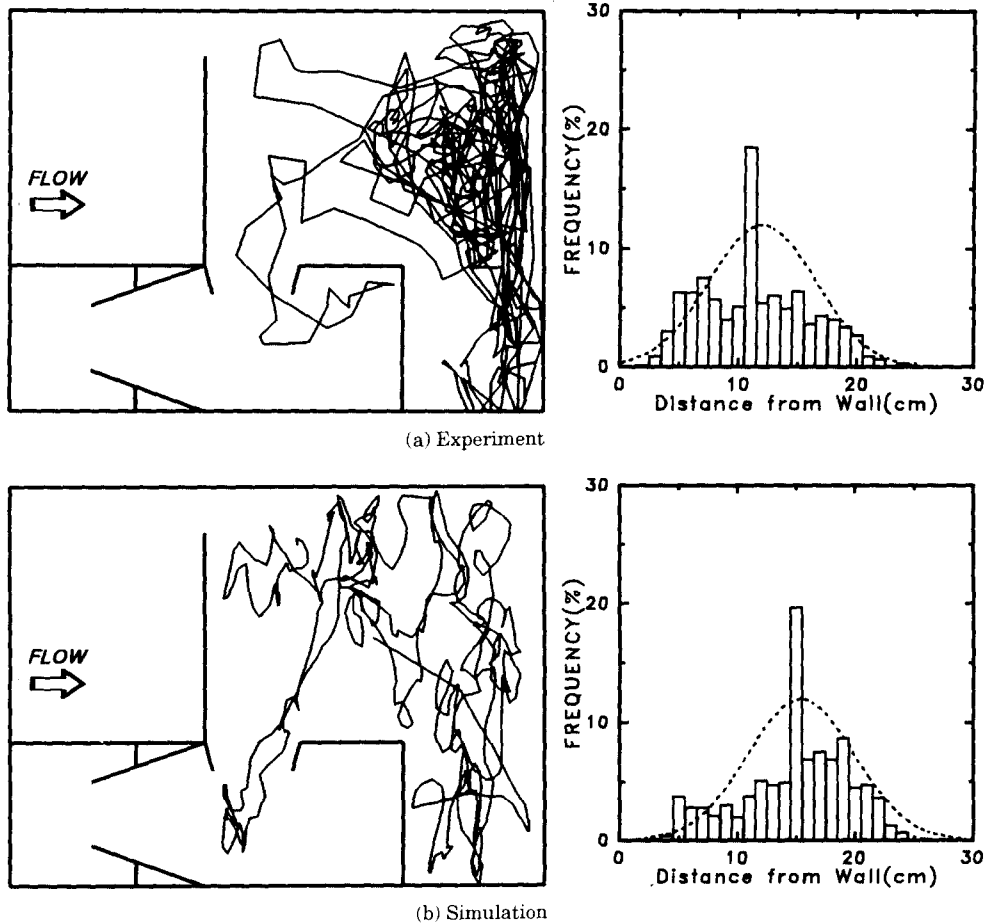 FLOW
30
20
10
0
FREQUENCY(%)
0 10 20 30
Distance from Wall(cm)
(a) Experiment
FLOW
30
20
10
0
FREQUENCY(%)
0 10 20 30
Distance from Wall(cm)
(b) Simulation